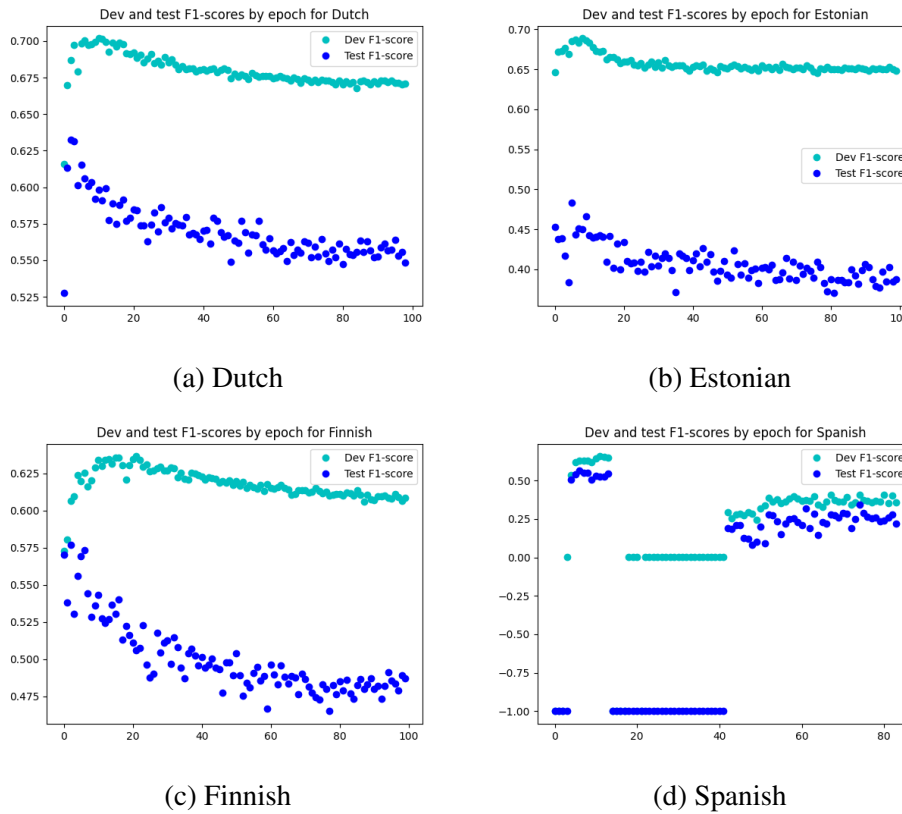 Dev and test F1-scores by epoch for Dutch
Dev F1-score
Test F1-score
0.700
0.675
0.650
0.625
0.600
0.575
0.550
0.525
0 20 40 60 80 100
(a) Dutch
Dev and test F1-scores by epoch for Estonian
Dev F1-score
Test F1-score
0.70
0.65
0.60
0.55
0.50
0.45
0.40
0 20 40 60 80 100
(b) Estonian
Dev and test F1-scores by epoch for Finnish
Dev F1-score
Test F1-score
0.625
0.600
0.575
0.550
0.525
0.500
0.475
0 20 40 60 80 100
(c) Finnish
Dev and test F1-scores by epoch for Spanish
Dev F1-score
Test F1-score
0.50
0.25
0.00
−0.25
−0.50
−0.75
−1.00
0 20 40 60 80
(d) Spanish